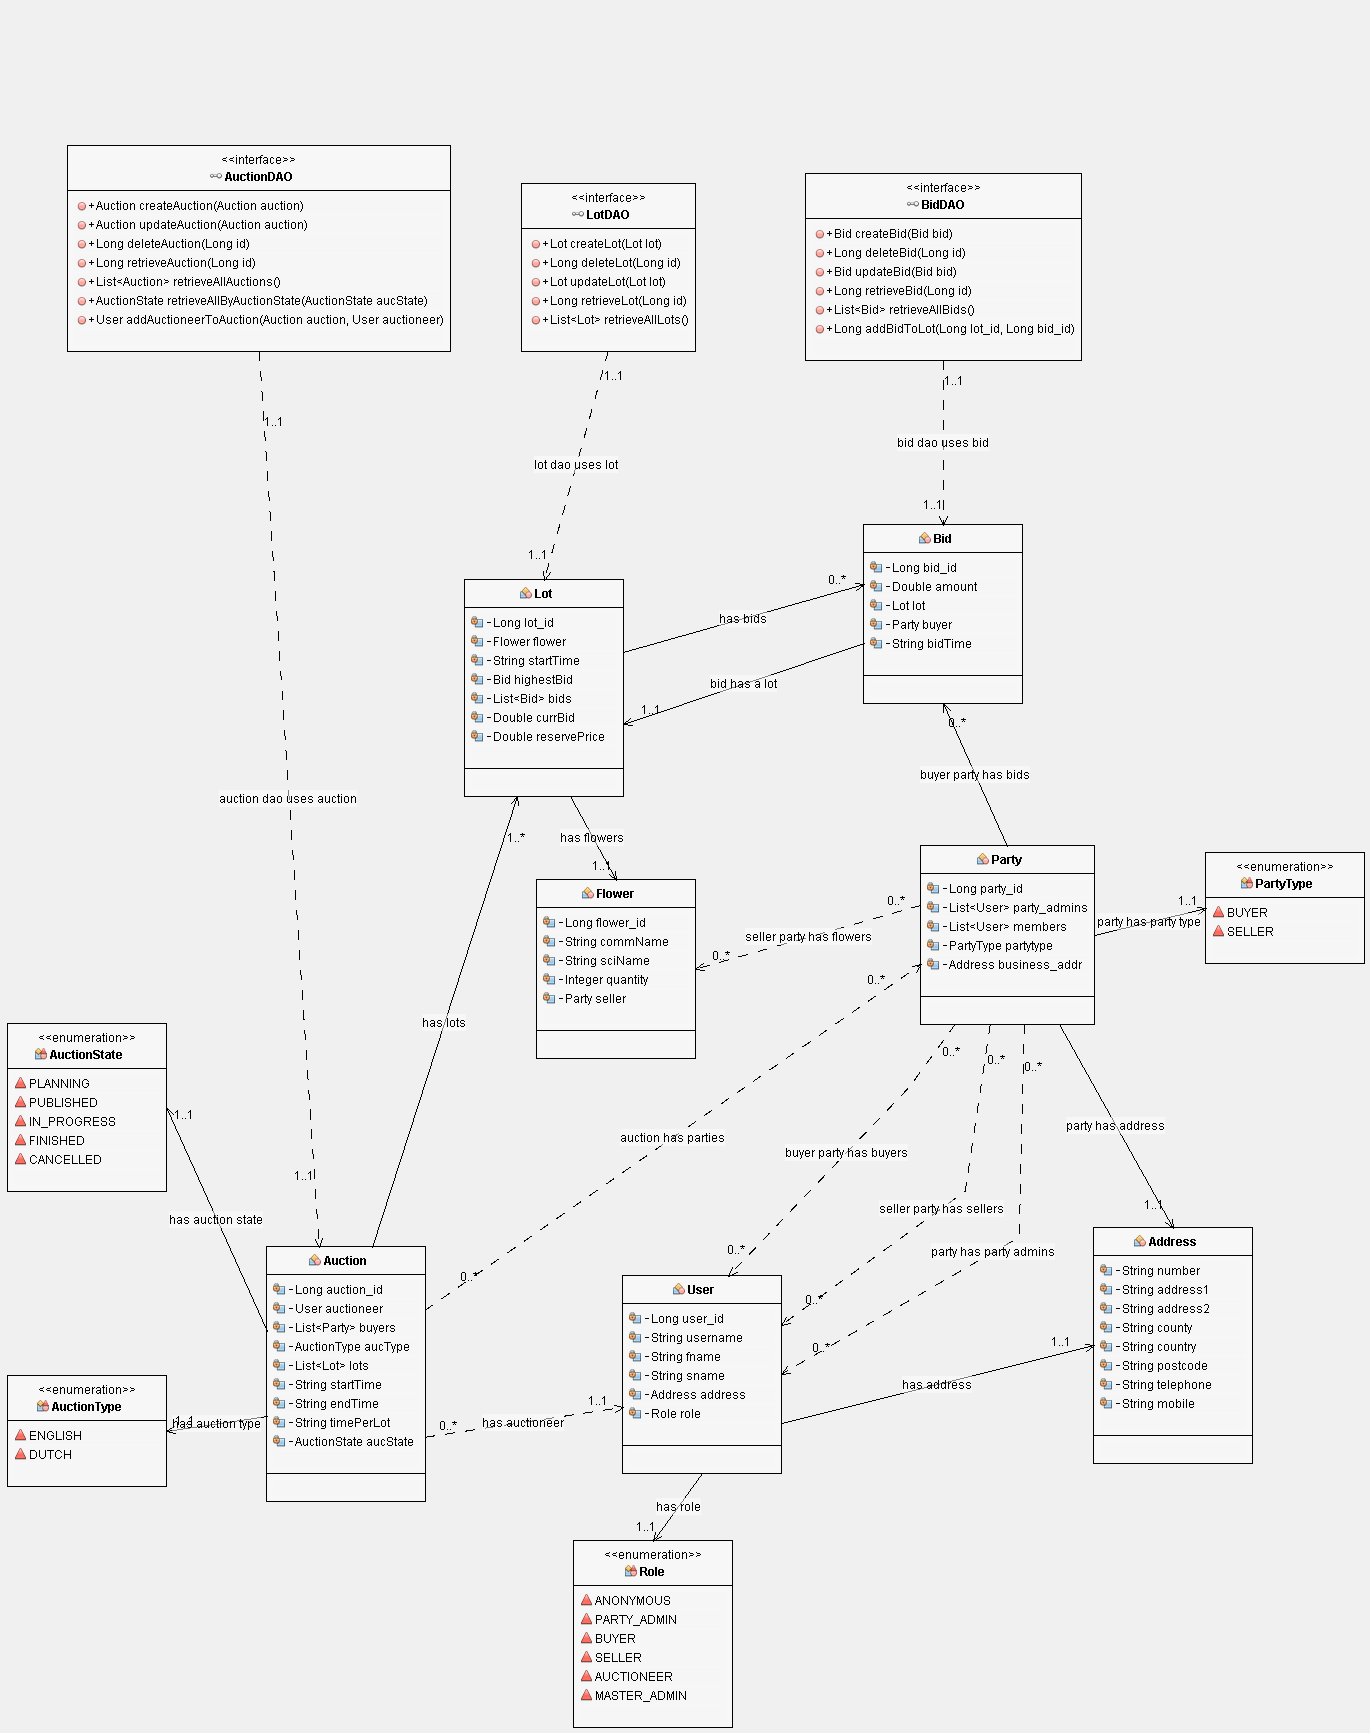 <<interface>>
AuctionDAO
+Auction createAuction(Auction auction)
+Auction updateAuction(Auction auction)
+Long deleteAuction(Long id)
+Long retrieveAuction(Long id)
+List<Auction> retrieveAllAuctions()
+AuctionState retrieveAllByAuctionState(AuctionState aucState)
+User addAuctioneerToAuction(Auction auction, User auctioneer)
<<interface>>
LotDAO
+Lot createLot(Lot lot)
+Long deleteLot(Long id)
+Lot updateLot(Lot lot)
+Long retrieveLot(Long id)
+List<Lot> retrieveAllLots()
<<interface>>
BidDAO
+Bid createBid(Bid bid)
+Long deleteBid(Long id)
+Bid updateBid(Bid bid)
+Long retrieveBid(Long id)
+List<Bid> retrieveAllBids()
+Long addBidToLot(Long lot_id, Long bid_id)
1..1
1..1
1..1
bid dao uses bid
lot dao uses lot
1..1
1..1
Bid
-Long bid_id
-Double amount
-Lot lot
-Party buyer
-String bidTime
Lot
-Long lot_id
-Flower flower
-String startTime
-Bid highestBid
-List<Bid> bids
-Double currBid
-Double reservePrice
0..*
has bids
bid has a lot
1..1
0..*
buyer party has bids
auction dao uses auction
1..*
has flowers
1..1
Flower
-Long flower_id
-String commName
-String sciName
-Integer quantity
-Party seller
Party
-Long party_id
-List<User> party_admins
-List<User> members
-PartyType partytype
-Address business_addr
<<enumeration>>
PartyType
BUYER
SELLER
1..1
party has party type
0..*
seller party has flowers
0..*
0..*
has lots
<<enumeration>>
AuctionState
PLANNING
PUBLISHED
IN_PROGRESS
FINISHED
CANCELLED
1..1
0..*
0..*
0..*
auction has parties
buyer party has buyers
party has address
1..1
seller party has sellers
1..1
has auction state
party has party admins
0..*
0..*
0..*
0..*
Auction
-Long auction_id
-User auctioneer
-List<Party> buyers
-AuctionType aucType
-List<Lot> lots
-String startTime
-String endTime
-String timePerLot
-AuctionState aucState
User
-Long user_id
-String username
-String fname
-String sname
-Address address
-Role role
Address
-String number
-String address1
-String address2
-String county
-String country
-String postcode
-String telephone
-String mobile
1..1
has address
<<enumeration>>
AuctionType
ENGLISH
DUTCH
1..1
has auction type
0..*
has auctioneer
1..1
has role
1..1
<<enumeration>>
Role
ANONYMOUS
PARTY_ADMIN
BUYER
SELLER
AUCTIONEER
MASTER_ADMIN